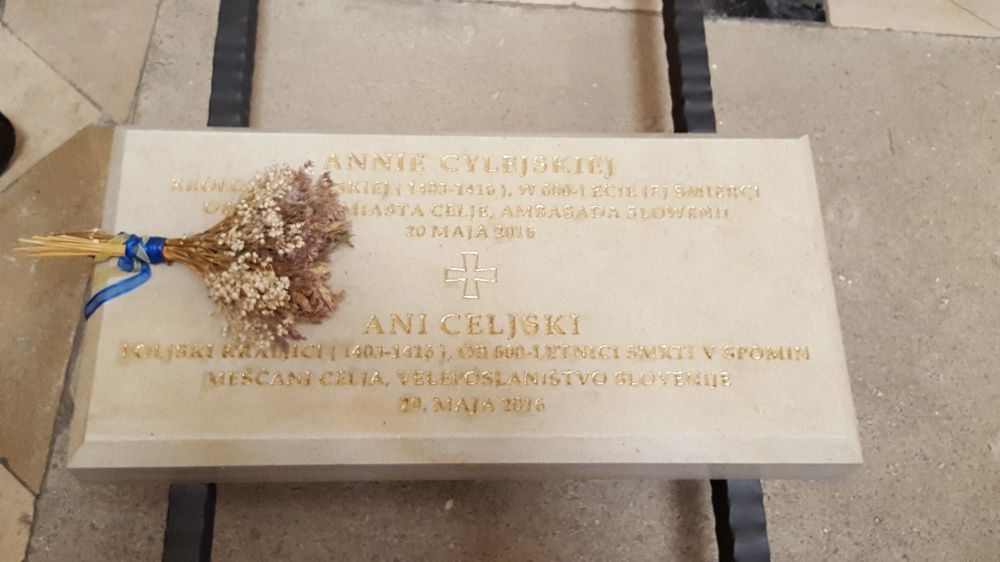 ANNIE CYLEJSKIEJ
(1403-1416), W 600-LECIE JEJ ŚMIERCI
MIASTA CELJE, AMBASADA SŁOWENII
20 MAJA 2016
ANI CELJSKI
POLJSKI KRALJICI (1403-1416), OB 600-LETNICI SMRTI V SPOMIN
MEŠČANI CELJA, VELEPOSLANIŠTVO SLOVENIJE
20. MAJA 2016